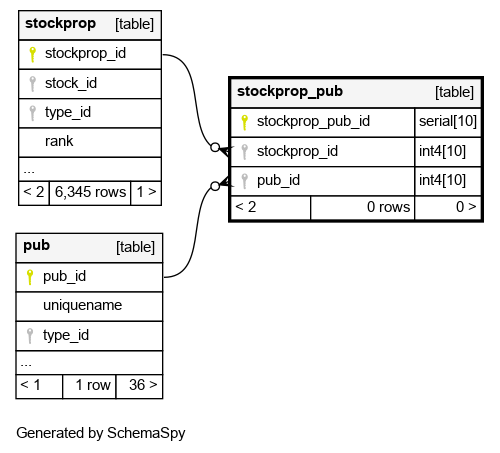 stockprop [table]
stockprop_id
stock_id
type_id
rank
...
< 2 6,345 rows 1 >
stockprop_pub [table]
stockprop_pub_id serial[10]
stockprop_id int4[10]
pub_id int4[10]
< 2 0 rows 0 >
pub [table]
pub_id
uniquename
type_id
...
< 1 1 row 36 >
Generated by SchemaSpy